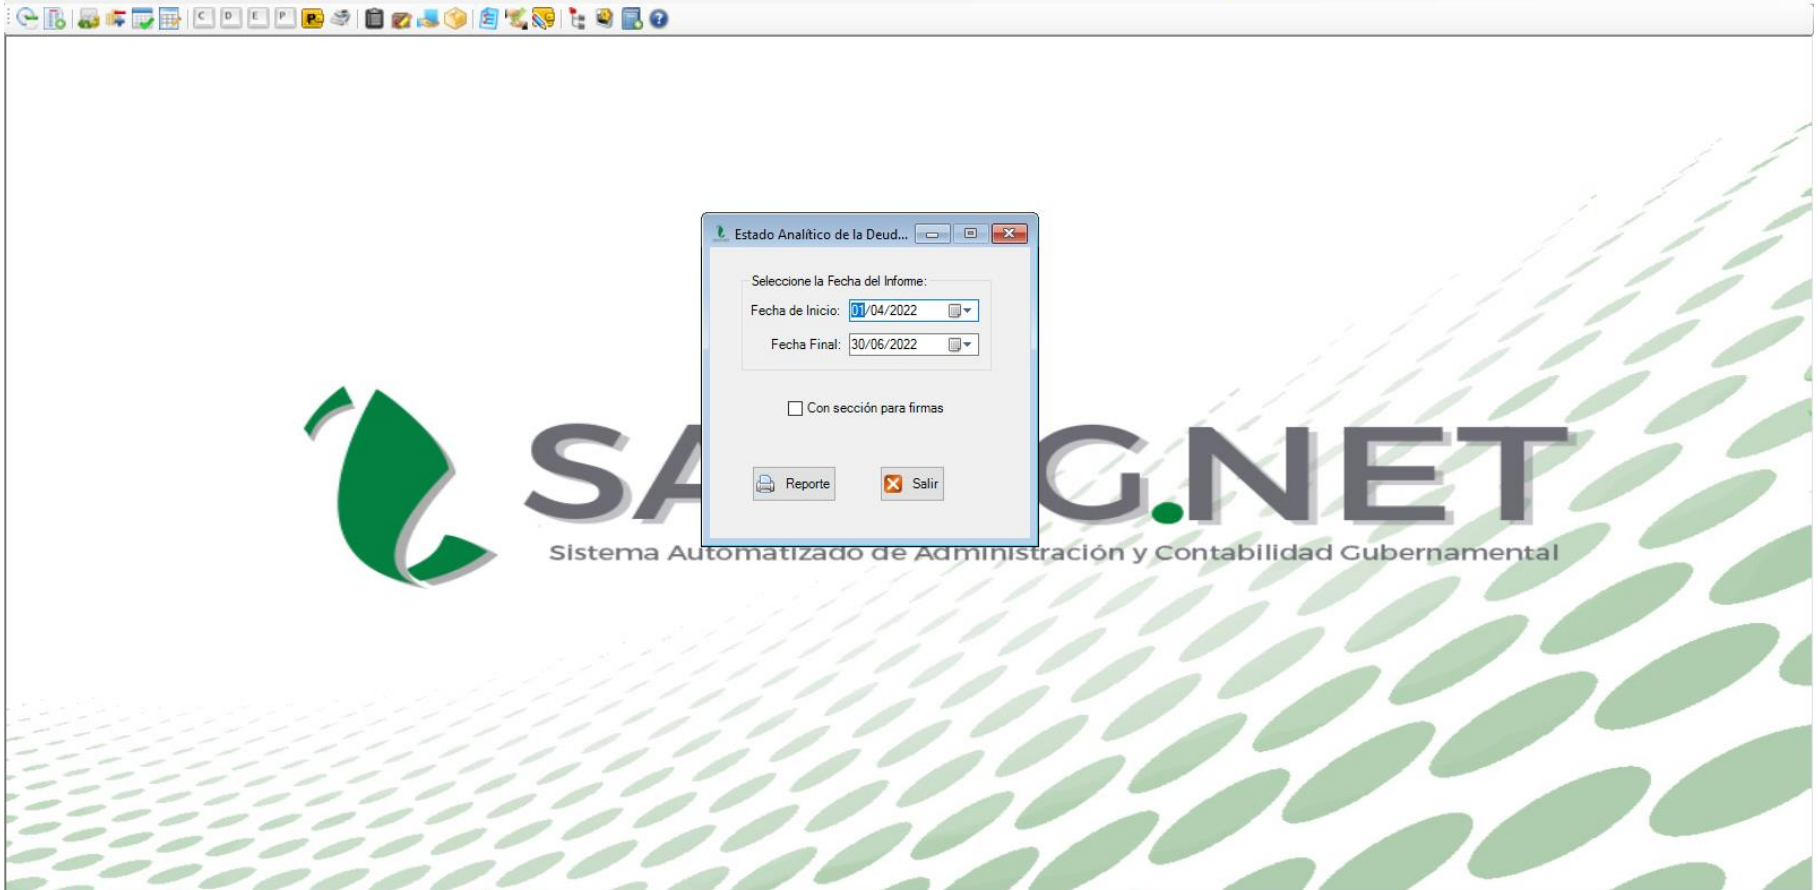 C D E P P
Estado Analítico de la Deud...
Seleccione la Fecha del Informe:
Fecha de Inicio: 01/04/2022
Fecha Final: 30/06/2022
Con sección para firmas
Reporte Salir
SA G.NET
Sistema Automatizado de Administración y Contabilidad Gubernamental